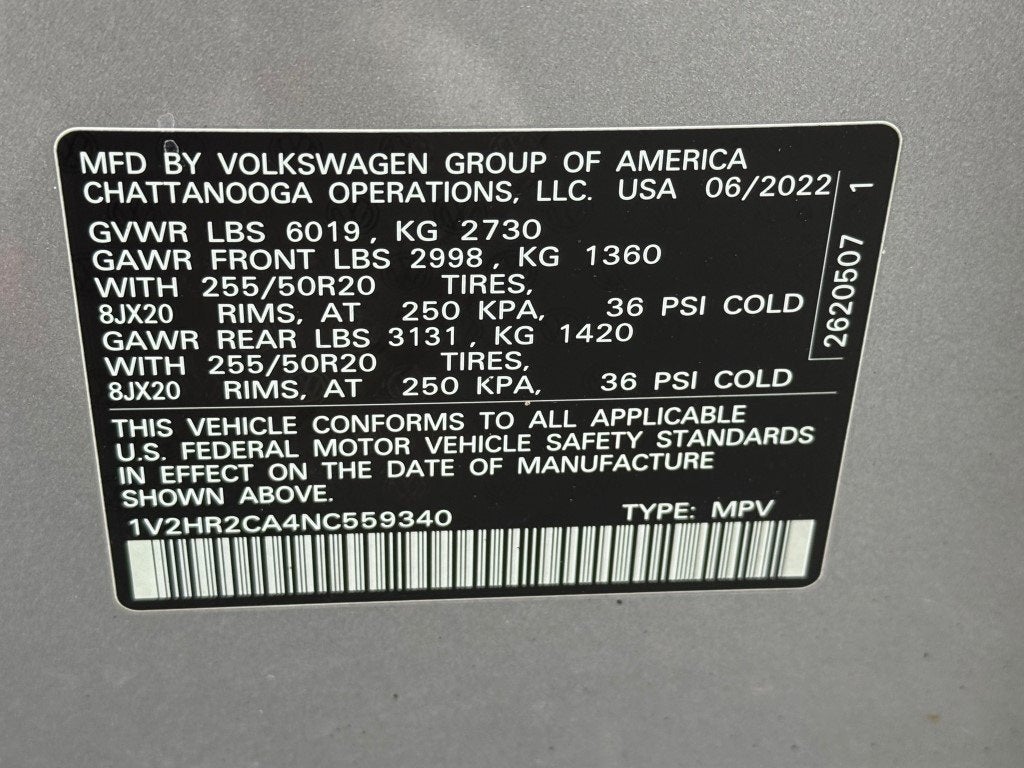 MFD BY VOLKSWAGEN GROUP OF AMERICA
CHATTANOOGA OPERATIONS, LLC. USA 06/2022
GVWR LBS 6019, KG 2730
GAWR FRONT LBS 2998, KG 1360
WITH 255/50R20 TIRES,
8JX20 RIMS, AT 250 KPA, 36 PSI COLD
GAWR REAR LBS 3131, KG 1420
WITH 255/50R20 TIRES,
8JX20 RIMS, AT 250 KPA, 36 PSI COLD
2620507 1
THIS VEHICLE CONFORMS TO ALL APPLICABLE
U.S. FEDERAL MOTOR VEHICLE SAFETY STANDARDS
IN EFFECT ON THE DATE OF MANUFACTURE
SHOWN ABOVE.
1V2HR2CA4NC559340 TYPE: MPV